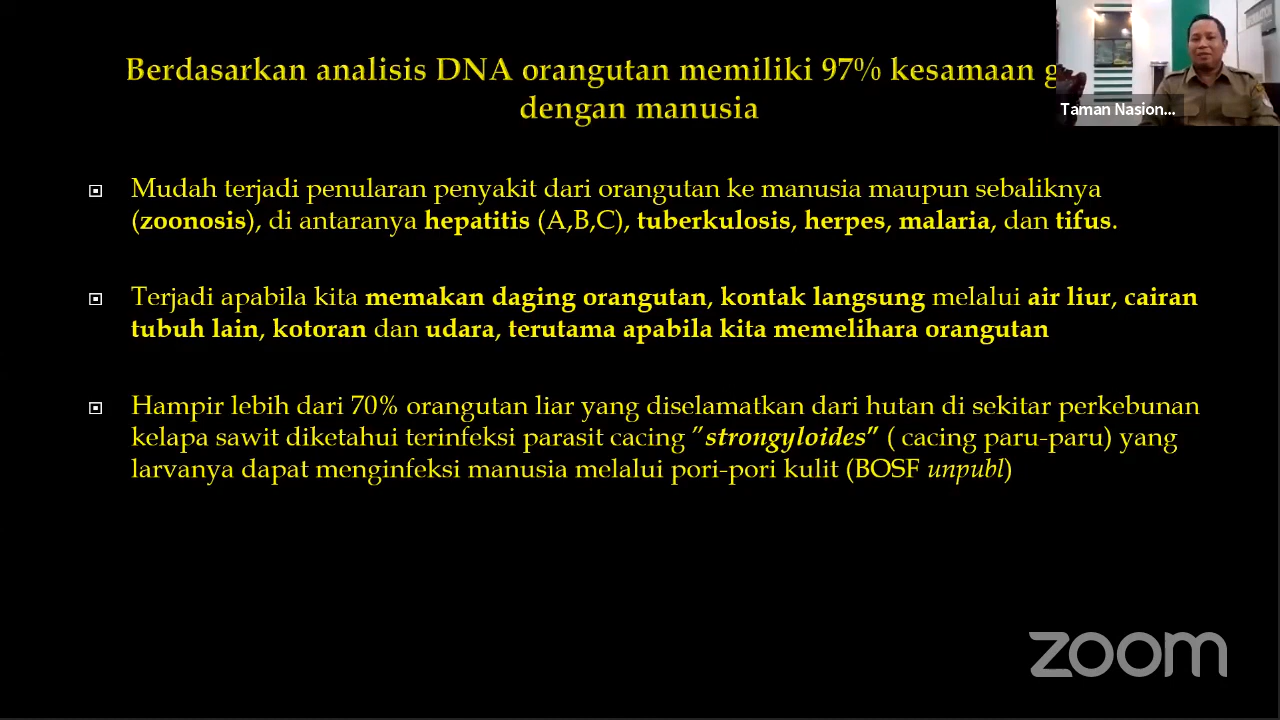 Berdasarkan analisis DNA orangutan memiliki 97% kesamaan
dengan manusia
Taman Nasion...
Mudah terjadi penularan penyakit dari orangutan ke manusia maupun sebaliknya
(zoonosis), di antaranya hepatitis (A,B,C), tuberkulosis, herpes, malaria, dan tifus.
Terjadi apabila kita memakan daging orangutan, kontak langsung melalui air liur, cairan
tubuh lain, kotoran dan udara, terutama apabila kita memelihara orangutan
Hampir lebih dari 70% orangutan liar yang diselamatkan dari hutan di sekitar perkebunan
kelapa sawit diketahui terinfeksi parasit cacing ”strongyloides” ( cacing paru-paru) yang
larvanya dapat menginfeksi manusia melalui pori-pori kulit (BOSF unpubl)
zoom